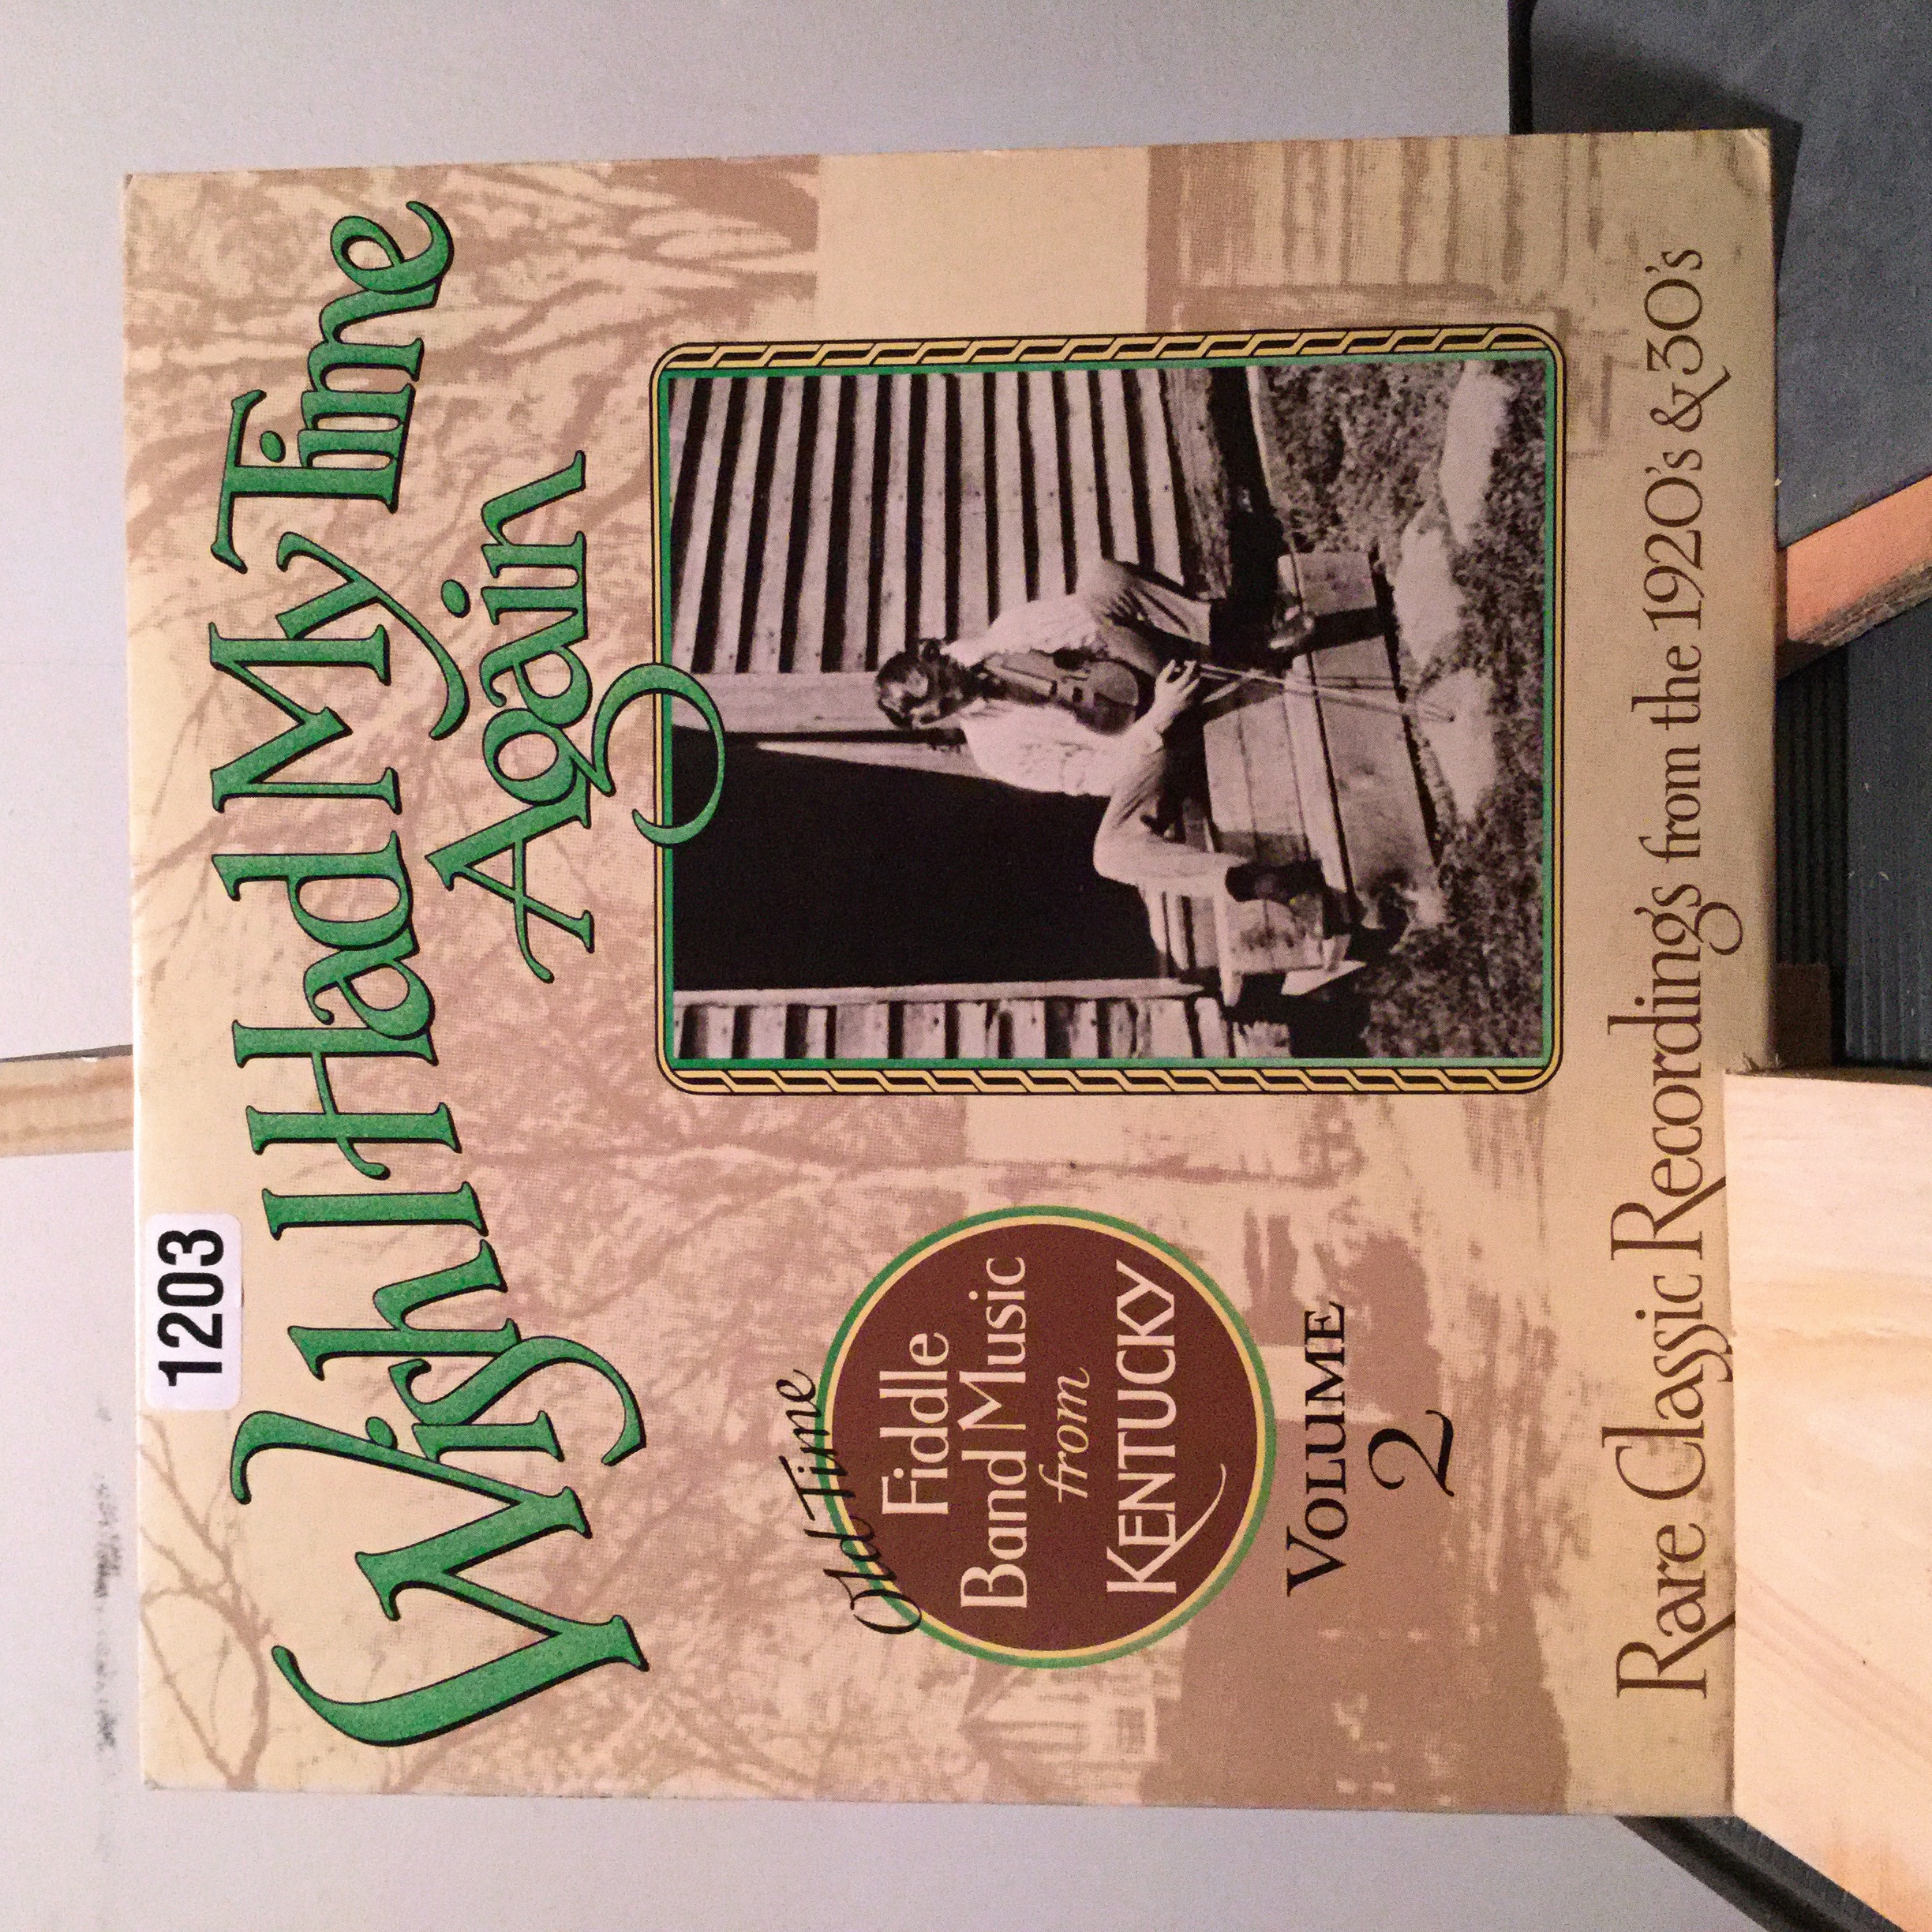 1203
Wish I Had My Time
Again
Old Time
Fiddle
Band Music
from
KENTUCKY
VOLUME
2
Rare Classic Recordings from the 1920's & 30's